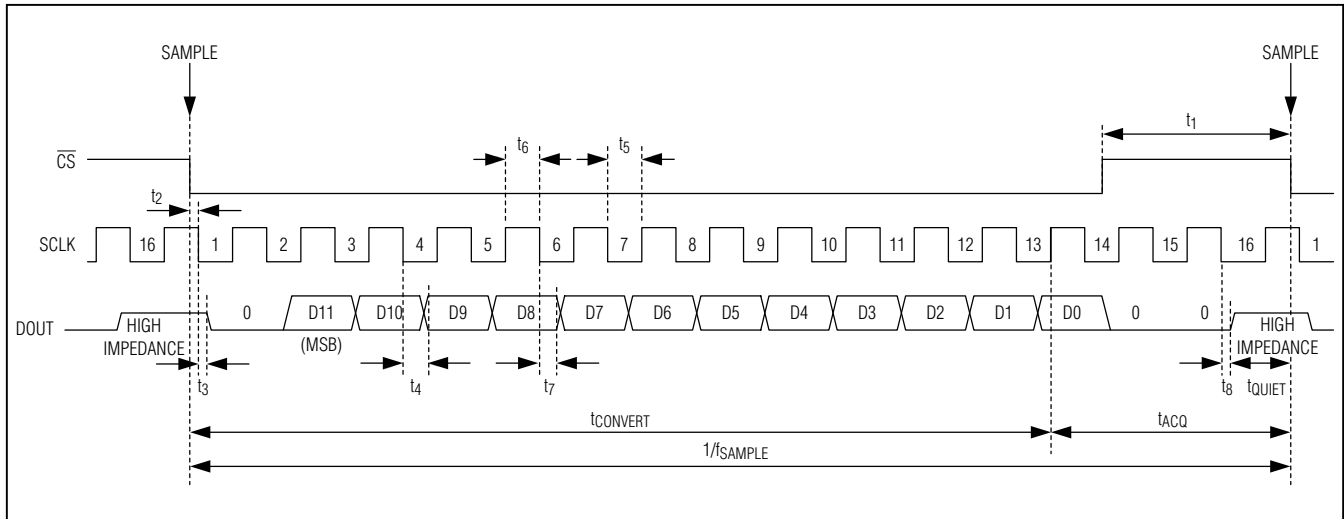 SAMPLE SAMPLE
t1
t6 t5
CS
t2
SCLK 16 1 2 3 4 5 6 7 8 9 10 11 12 13 14 15 16 1
DOUT HIGH IMPEDANCE 0 D11 D10 D9 D8 D7 D6 D5 D4 D3 D2 D1 D0 0 0 HIGH IMPEDANCE
(MSB)
t3 t4 t7 t8 tQUIET
tCONVERT tACQ
1/fSAMPLE